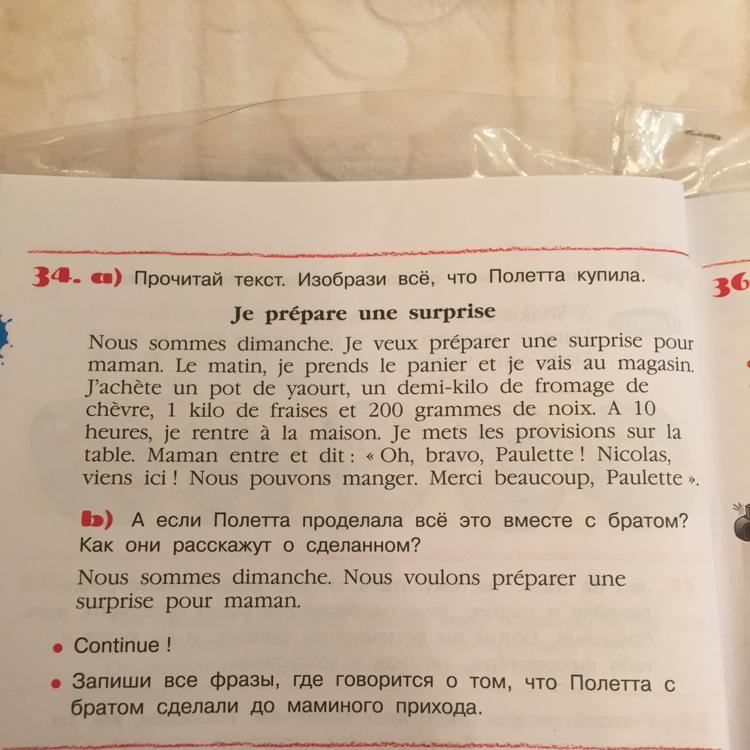 34. a) Прочитай текст. Изобрази всё, что Полетта купила.
Je prépare une surprise
Nous sommes dimanche. Je veux préparer une surprise pour
maman. Le matin, je prends le panier et je vais au magasin.
J'achète un pot de yaourt, un demi-kilo de fromage de
chèvre, 1 kilo de fraises et 200 grammes de noix. A 10
heures, je rentre à la maison. Je mets les provisions sur la
table. Maman entre et dit : « Oh, bravo, Paulette ! Nicolas,
viens ici ! Nous pouvons manger. Merci beaucoup, Paulette ».
b) А если Полетта проделала всё это вместе с братом?
Как они расскажут о сделанном?
Nous sommes dimanche. Nous voulons préparer une
surprise pour maman.
• Continue !
• Запиши все фразы, где говорится о том, что Полетта с
братом сделали до маминого прихода.
36